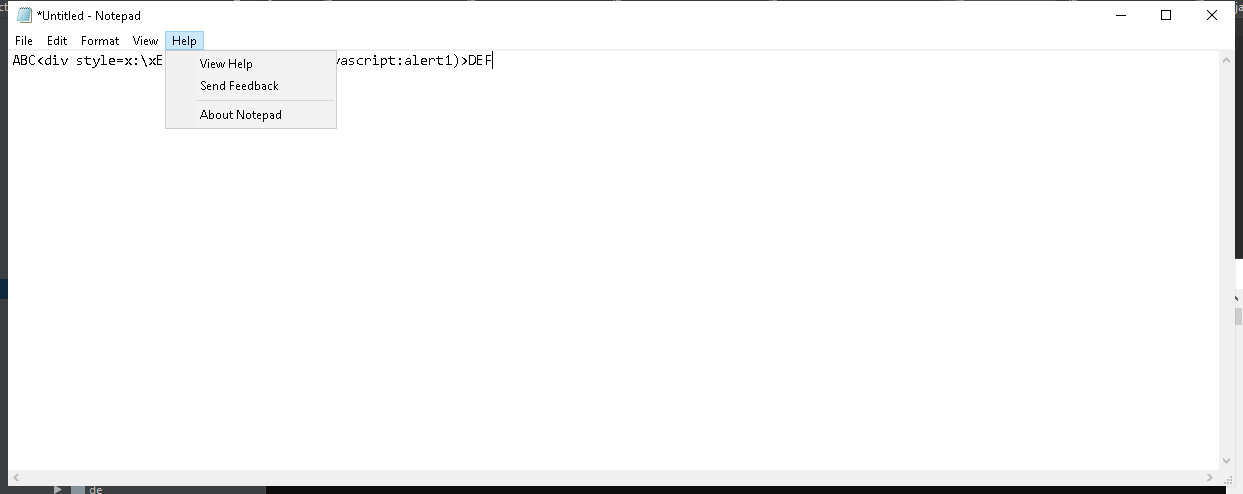 *Untitled - Notepad
File Edit Format View Help
ABC<div style=x:\xE vascript:alert1)>DEF
View Help
Send Feedback
About Notepad
de